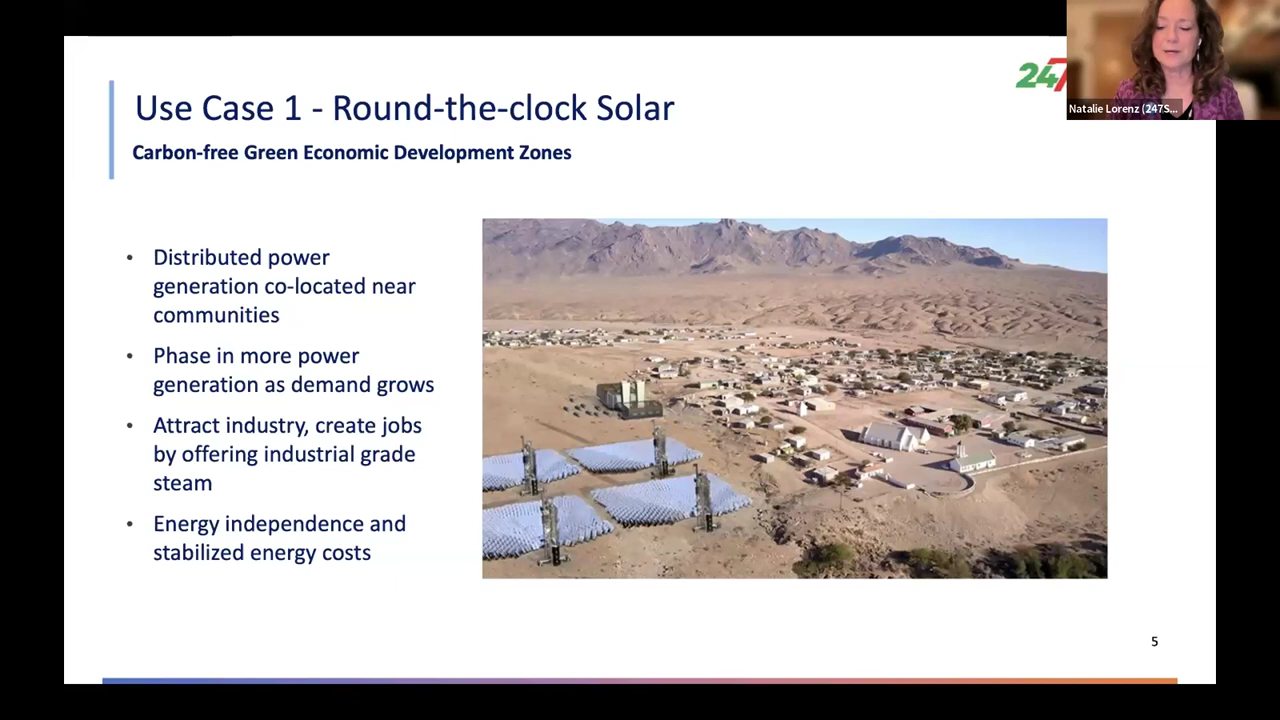 Use Case 1 - Round-the-clock Solar
Carbon-free Green Economic Development Zones
247
Natalie Lorenz (247S...
• Distributed power
generation co-located near
communities
• Phase in more power
generation as demand grows
• Attract industry, create jobs
by offering industrial grade
steam
• Energy independence and
stabilized energy costs
5